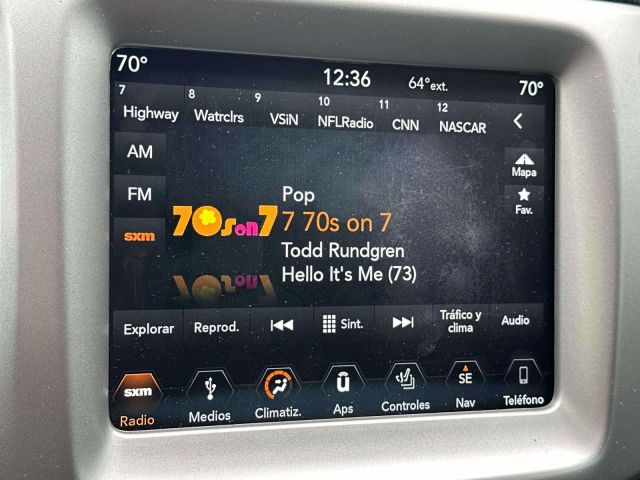 70°
12:36
64°ext.
70°
7 Highway
8 Watrclrs
9 VSiN
10 NFLRadio
11 CNN
12 NASCAR
AM
FM
sxm
Mapa
Fav.
70s on 7
Pop
7 70s on 7
Todd Rundgren
Hello It's Me (73)
Explorar
Reprod.
Sint.
Tráfico y
clima
Audio
sxm
Radio
Medios
Climatiz.
u
Aps
Controles
SE
Nav
Teléfono